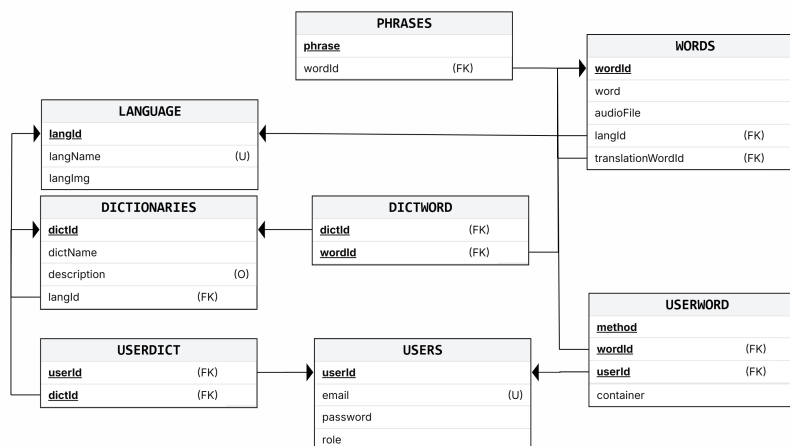 PHRASES
phrase
wordId (FK)
WORDS
wordId
word
audioFile
langId (FK)
translationWordId (FK)
LANGUAGE
langId
langName (U)
langImg
DICTIONARIES
dictId
dictName
description (O)
langId (FK)
DICTWORD
dictId (FK)
wordId (FK)
USERWORD
method
wordId (FK)
userId (FK)
container
USERDICT
userId (FK)
dictId (FK)
USERS
userId
email (U)
password
role